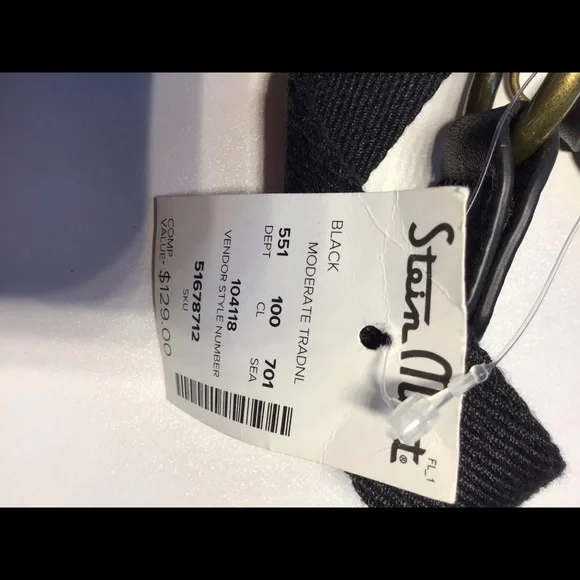 Stein M t®
FL_1
BLACK
MODERATE TRADNL
551 100 701
DEPT CL SEA
104118
VENDOR STYLE NUMBER
51678712
SKU
COMP
VALUE* $129.00